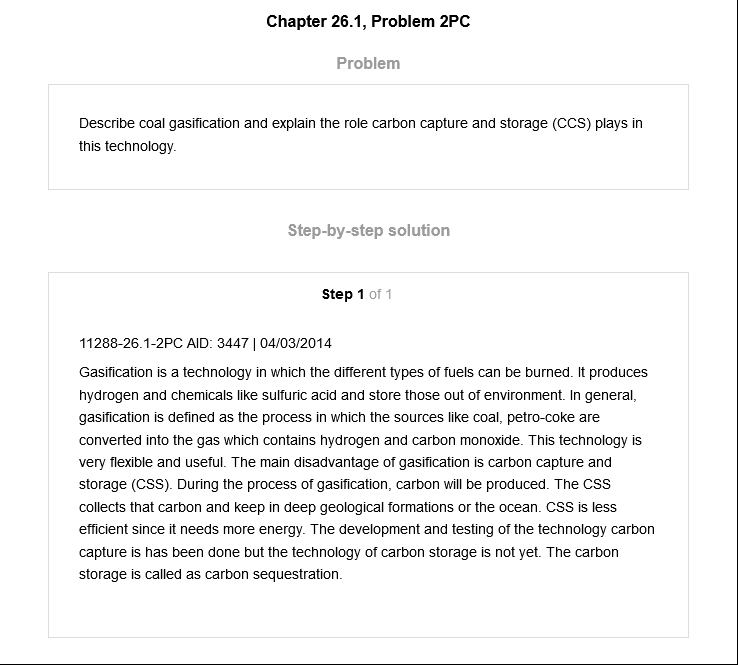 Chapter 26.1, Problem 2PC
Problem
Describe coal gasification and explain the role carbon capture and storage (CCS) plays in
this technology.
Step-by-step solution
Step 1 of 1
11288-26.1-2PC AID: 3447 | 04/03/2014
Gasification is a technology in which the different types of fuels can be burned. It produces
hydrogen and chemicals like sulfuric acid and store those out of environment. In general,
gasification is defined as the process in which the sources like coal, petro-coke are
converted into the gas which contains hydrogen and carbon monoxide. This technology is
very flexible and useful. The main disadvantage of gasification is carbon capture and
storage (CSS). During the process of gasification, carbon will be produced. The CSS
collects that carbon and keep in deep geological formations or the ocean. CSS is less
efficient since it needs more energy. The development and testing of the technology carbon
capture is has been done but the technology of carbon storage is not yet. The carbon
storage is called as carbon sequestration.